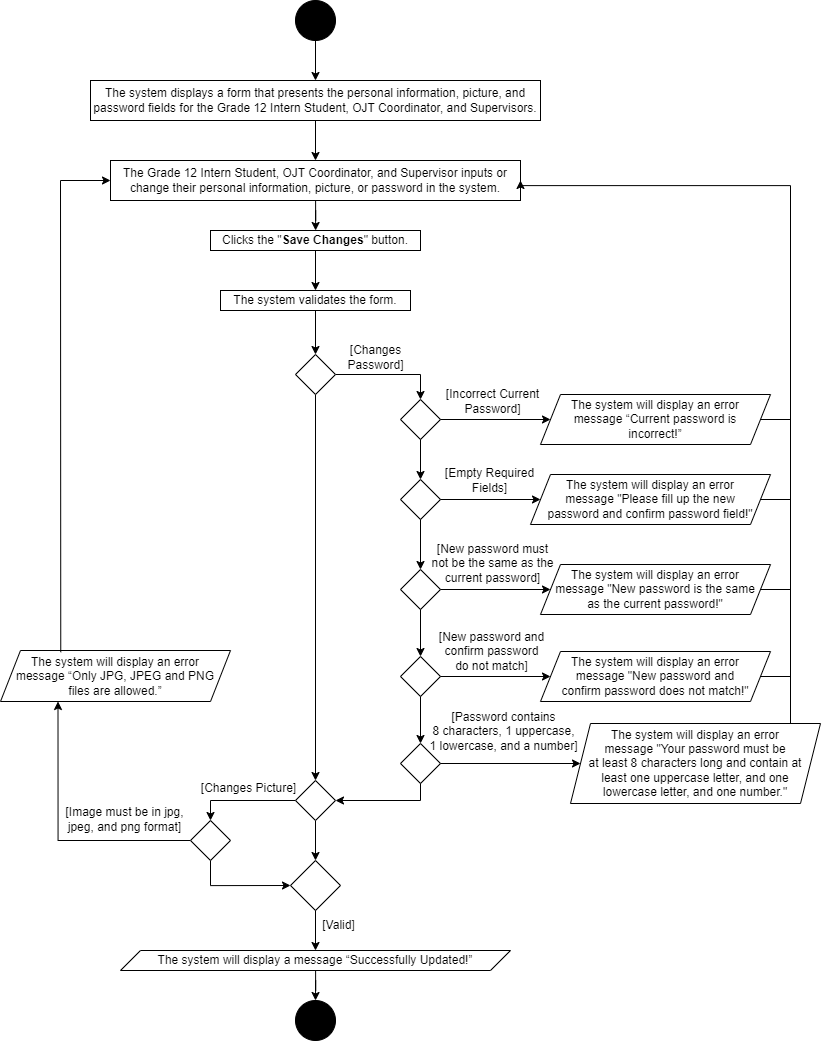 The system displays a form that presents the personal information, picture, and
password fields for the Grade 12 Intern Student, OJT Coordinator, and Supervisors.
The Grade 12 Intern Student, OJT Coordinator, and Supervisor inputs or
change their personal information, picture, or password in the system.
Clicks the "Save Changes" button.
The system validates the form.
[Changes
Password]
[Incorrect Current
Password]
The system will display an error
message “Current password is
incorrect!”
[Empty Required
Fields]
The system will display an error
message "Please fill up the new
password and confirm password field!"
[New password must
not be the same as the
current password]
The system will display an error
message "New password is the same
as the current password!"
[New password and
confirm password
do not match]
The system will display an error
message "New password and
confirm password does not match!"
The system will display an error
message “Only JPG, JPEG and PNG
files are allowed.”
[Password contains
8 characters, 1 uppercase,
1 lowercase, and a number]
The system will display an error
message "Your password must be
at least 8 characters long and contain at
least one uppercase letter, and one
lowercase letter, and one number."
[Changes Picture]
[Image must be in jpg,
jpeg, and png format]
[Valid]
The system will display a message “Successfully Updated!”